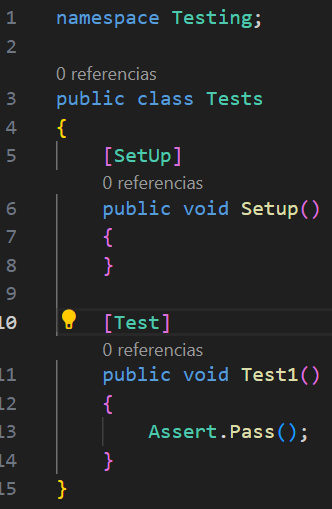 1 namespace Testing;
2
0 referencias
3 public class Tests
4 {
5     [SetUp]
0 referencias
6     public void Setup()
7     {
8     }
9
10     [Test]
0 referencias
11     public void Test1()
12     {
13         Assert.Pass();
14     }
15 }